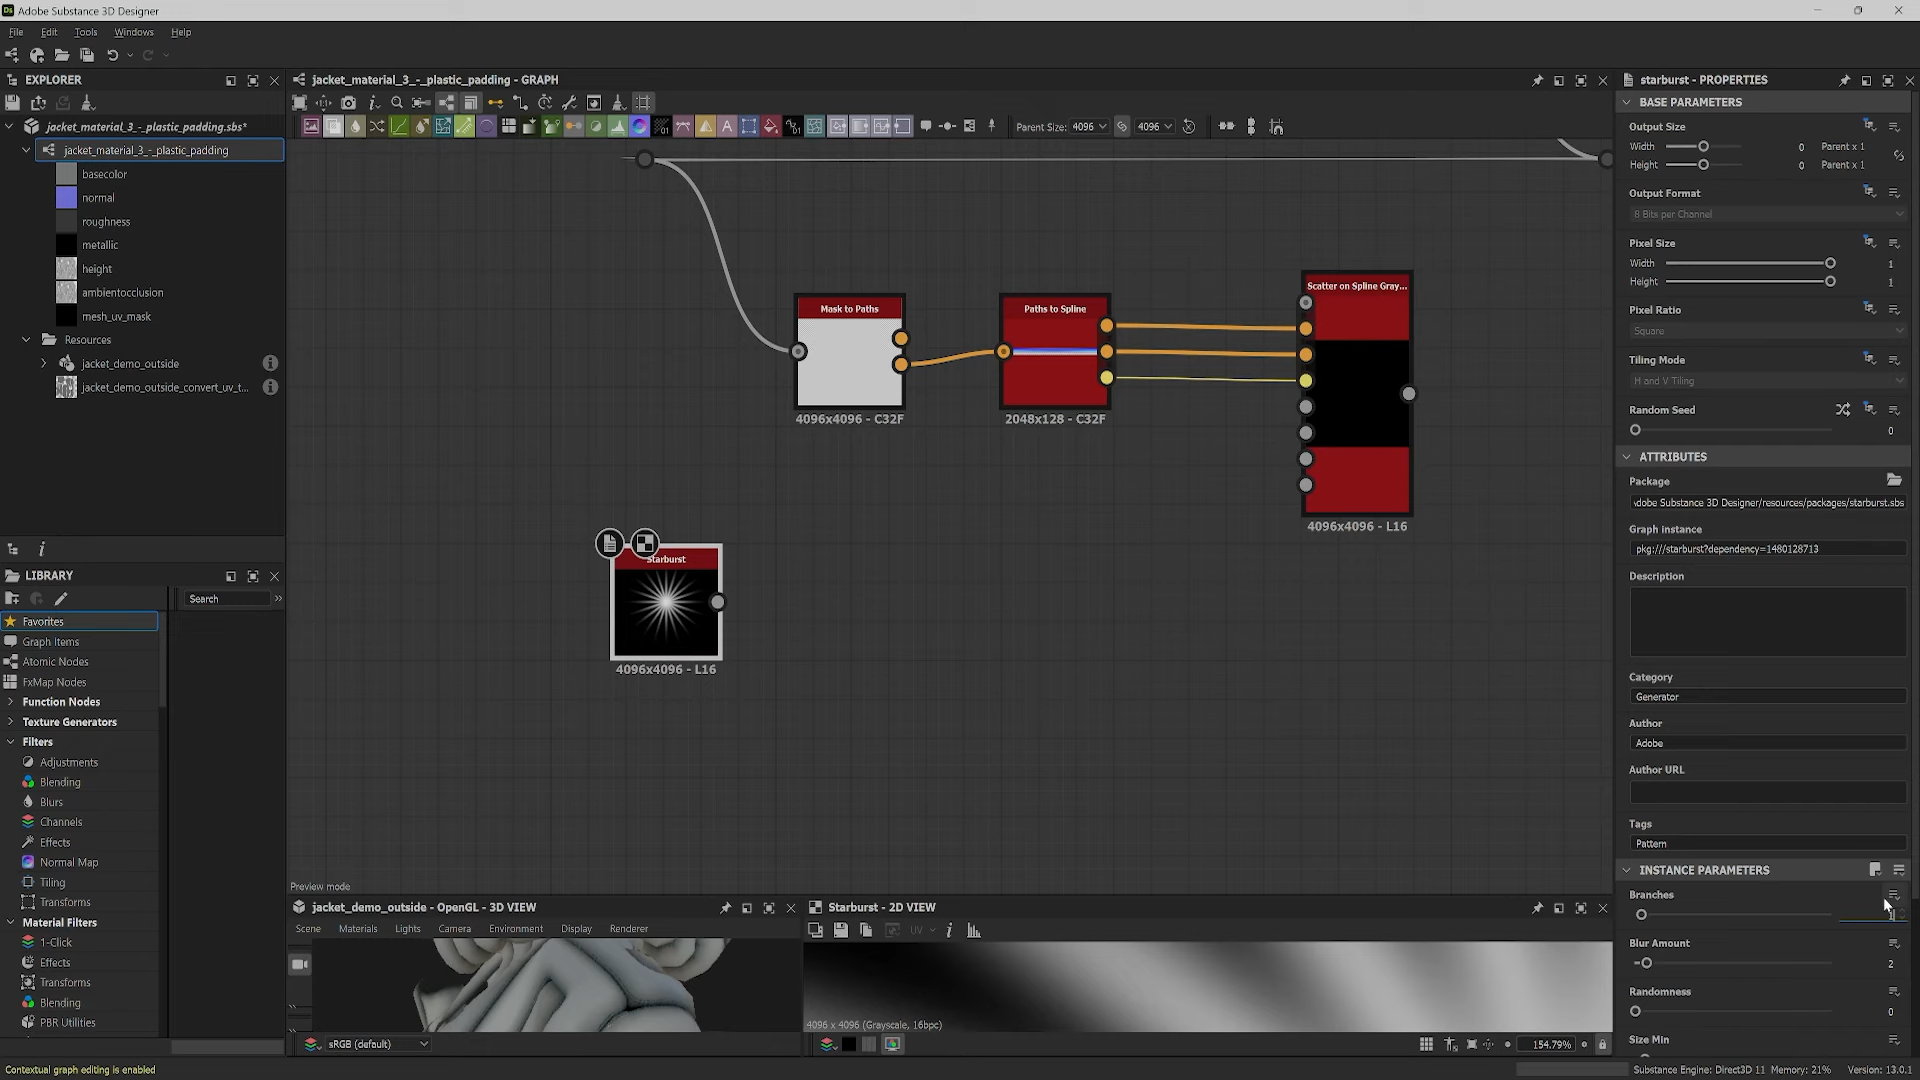 Adobe Substance 3D Designer
File Edit Tools Windows Help
EXPLORER
jacket_material_3_-_plastic_padding.sbs*
jacket_material_3_-_plastic_padding
basecolor
normal
roughness
metallic
height
ambientocclusion
mesh_uv_mask
Resources
jacket_demo_outside
jacket_demo_outside_convert_uv_t...
LIBRARY
Search
Favorites
Graph Items
Atomic Nodes
FxMap Nodes
Function Nodes
Texture Generators
Filters
Adjustments
Blending
Blurs
Channels
Effects
Normal Map
Tiling
Transforms
Material Filters
1-Click
Effects
Transforms
Blending
PBR Utilities
Contextual graph editing is enabled
jacket_material_3_-_plastic_padding - GRAPH
Parent Size: 4096 4096
Mask to Paths
4096x4096 - C32F
Paths to Spline
2048x128 - C32F
Scatter on Spline Gray...
4096x4096 - L16
Starburst
4096x4096 - L16
Preview mode
jacket_demo_outside - OpenGL - 3D VIEW
Scene Materials Lights Camera Environment Display Renderer
sRGB (default)
Starburst - 2D VIEW
UV
4096 x 4096 (Grayscale, 16bpc)
154.79%
starburst - PROPERTIES
BASE PARAMETERS
Output Size
Width 0 Parent x 1
Height 0 Parent x 1
Output Format
8 Bits per Channel
Pixel Size
Width 1
Height 1
Pixel Ratio
Square
Tiling Mode
H and V Tiling
Random Seed
0
ATTRIBUTES
Package
\dobe Substance 3D Designer/resources/packages/starburst.sbs
Graph instance
pkg:///starburst?dependency=1480128713
Description
Category
Generator
Author
Adobe
Author URL
Tags
Pattern
INSTANCE PARAMETERS
Branches
Blur Amount
2
Randomness
0
Size Min
Substance Engine: Direct3D 11 Memory: 21% Version: 13.0.1